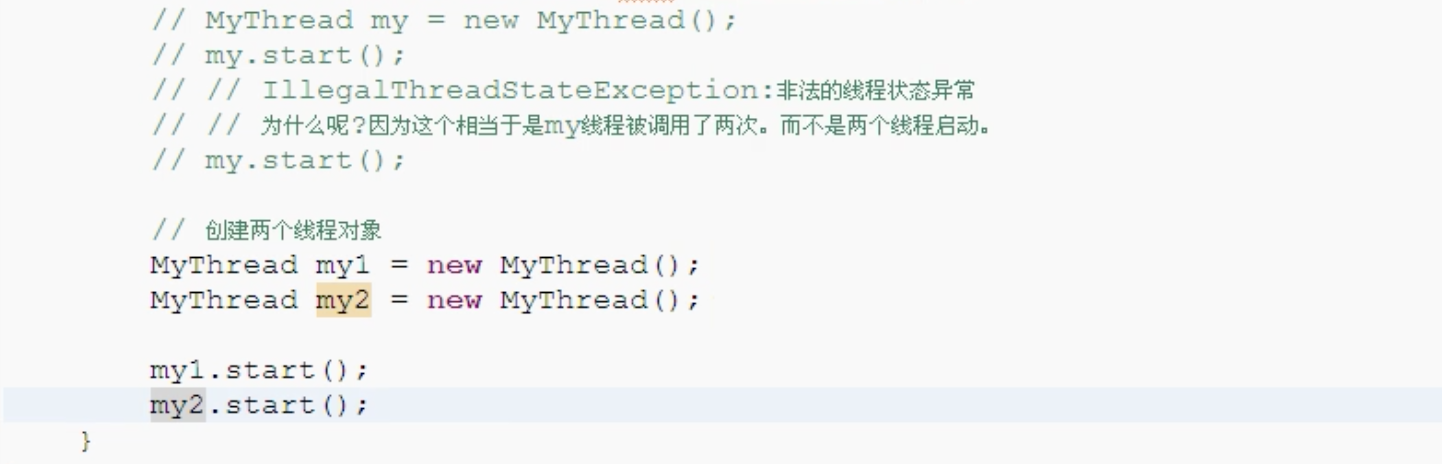 // MyThread my = new MyThread();
// my.start();
// // IllegalThreadStateException:非法的线程状态异常
// // 为什么呢?因为这个相当于是my线程被调用了两次。而不是两个线程启动。
// my.start();
// 创建两个线程对象
MyThread my1 = new MyThread();
MyThread my2 = new MyThread();
my1.start();
my2.start();
}